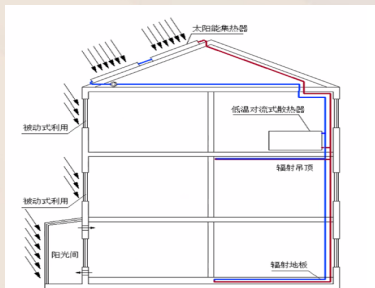 太阳能集热器
低温对流式散热器
被动式利用
辐射吊顶
被动式利用
阳光间
辐射地板